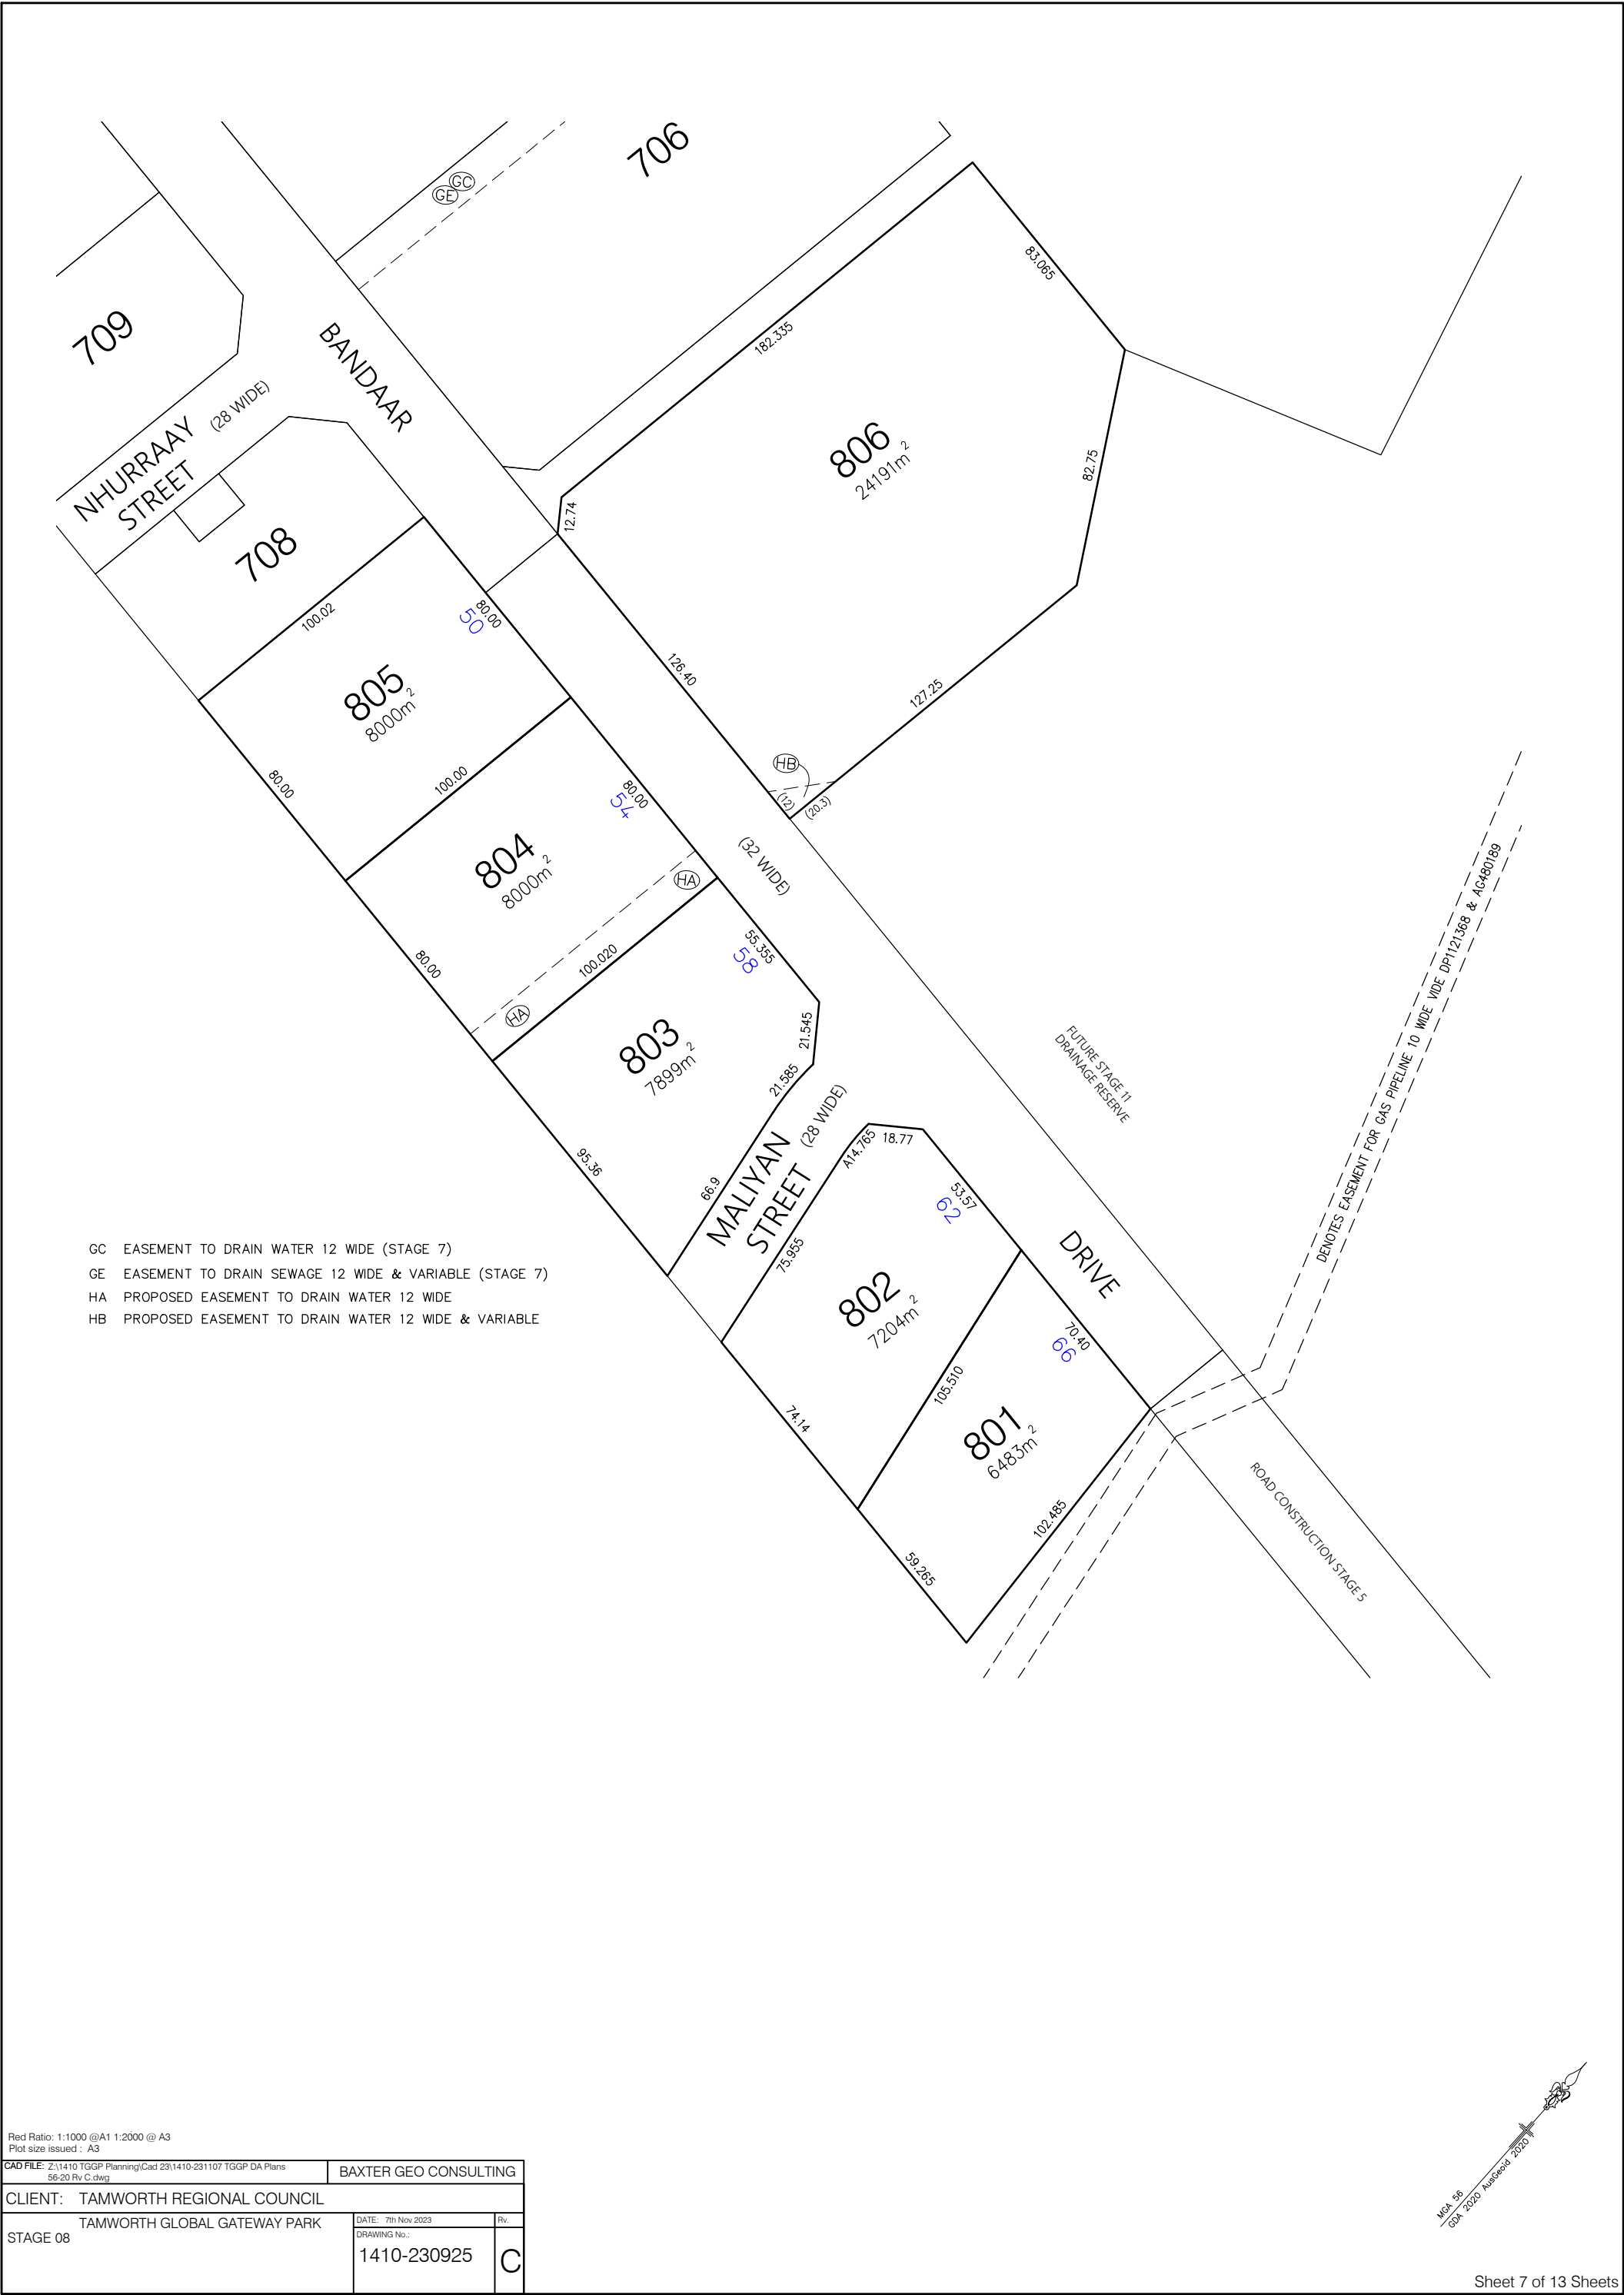 706
GC
GE
709
BANDAAR
83.065
182.335
NHURRAAY
STREET
(28 WIDE)
806
24191m²
82.75
12.74
708
100.02
80.00
50
805
8000m²
126.40
127.25
80.00
100.00
80.00
54
HB
(12)
(20.3)
804
8000m²
(32 WIDE)
HA
80.00
100.020
HA
55.355
58
803
7899m²
21.545
21.585
FUTURE STAGE 11
DRAINAGE RESERVE
DENOTES EASEMENT FOR GAS PIPELINE 10 WIDE VIDE DP1121368 & AG480189
95.36
66.9
MALIYAN
STREET
(28 WIDE)
A14.765
18.77
75.955
53.57
62
DRIVE
802
7204m²
70.40
66
105.510
74.14
801
6483m²
102.485
59.265
ROAD CONSTRUCTION STAGE 5
GC EASEMENT TO DRAIN WATER 12 WIDE (STAGE 7)
GE EASEMENT TO DRAIN SEWAGE 12 WIDE & VARIABLE (STAGE 7)
HA PROPOSED EASEMENT TO DRAIN WATER 12 WIDE
HB PROPOSED EASEMENT TO DRAIN WATER 12 WIDE & VARIABLE
MGA 56
GDA 2020 AusGeoid 2020
Red Ratio: 1:1000 @A1 1:2000 @ A3
Plot size issued : A3
CAD FILE: Z:\1410 TGGP Planning\Cad 23\1410-231107 TGGP DA Plans
56-20 Rv C.dwg
BAXTER GEO CONSULTING
CLIENT: TAMWORTH REGIONAL COUNCIL
TAMWORTH GLOBAL GATEWAY PARK
STAGE 08
DATE: 7th Nov 2023
Rv.
DRAWING No.:
1410-230925
C
Sheet 7 of 13 Sheets